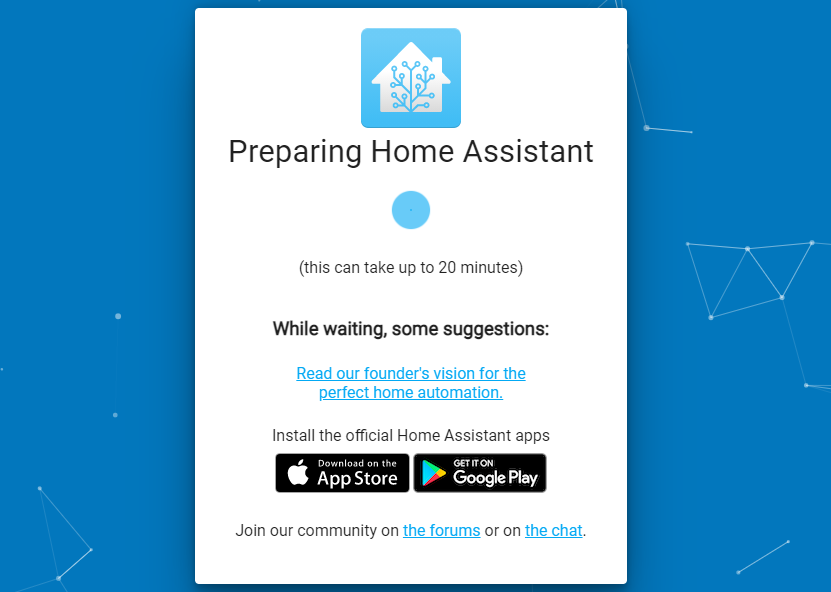 Preparing Home Assistant
(this can take up to 20 minutes)
While waiting, some suggestions:
Read our founder's vision for the
perfect home automation.
Install the official Home Assistant apps
Download on the
App Store
GET IT ON
Google Play
Join our community on the forums or on the chat.